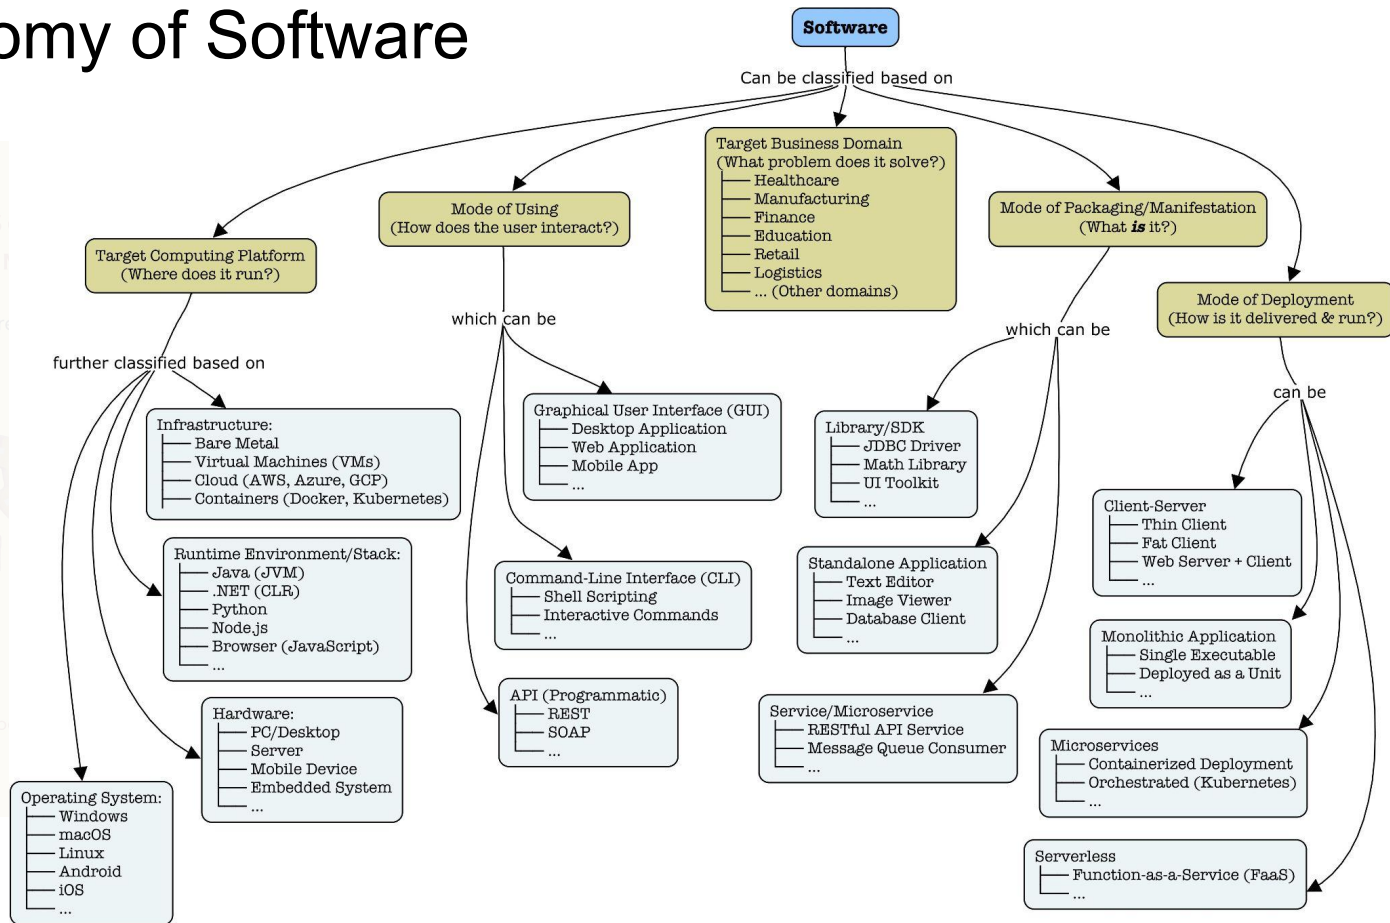 omy of Software
Software
Can be classified based on
Target Computing Platform
(Where does it run?)
further classified based on
Infrastructure:
Bare Metal
Virtual Machines (VMs)
Cloud (AWS, Azure, GCP)
Containers (Docker, Kubernetes)
Runtime Environment/Stack:
Java (JVM)
.NET (CLR)
Python
Node.js
Browser (JavaScript)
...
Hardware:
PC/Desktop
Server
Mobile Device
Embedded System
...
Operating System:
Windows
macOS
Linux
Android
iOS
...
Mode of Using
(How does the user interact?)
which can be
Graphical User Interface (GUI)
Desktop Application
Web Application
Mobile App
...
Command-Line Interface (CLI)
Shell Scripting
Interactive Commands
...
API (Programmatic)
REST
SOAP
...
Target Business Domain
(What problem does it solve?)
Healthcare
Manufacturing
Finance
Education
Retail
Logistics
... (Other domains)
Mode of Packaging/Manifestation
(What is it?)
which can be
Library/SDK
JDBC Driver
Math Library
UI Toolkit
...
Standalone Application
Text Editor
Image Viewer
Database Client
...
Service/Microservice
RESTful API Service
Message Queue Consumer
...
Mode of Deployment
(How is it delivered & run?)
can be
Client-Server
Thin Client
Fat Client
Web Server + Client
...
Monolithic Application
Single Executable
Deployed as a Unit
...
Microservices
Containerized Deployment
Orchestrated (Kubernetes)
...
Serverless
Function-as-a-Service (FaaS)
...